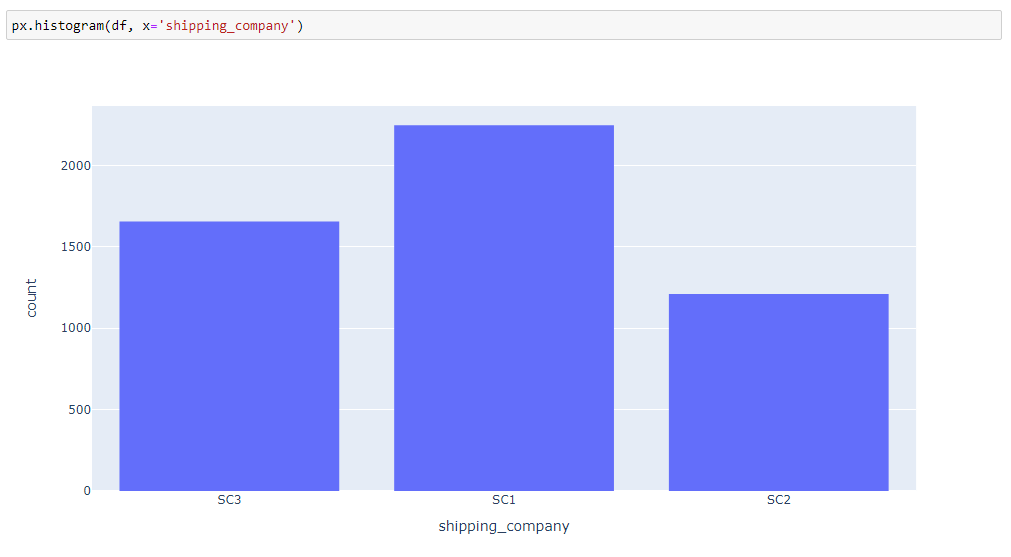 px.histogram(df, x='shipping_company')
count
2000
1500
1000
500
0
SC3 SC1 SC2
shipping_company